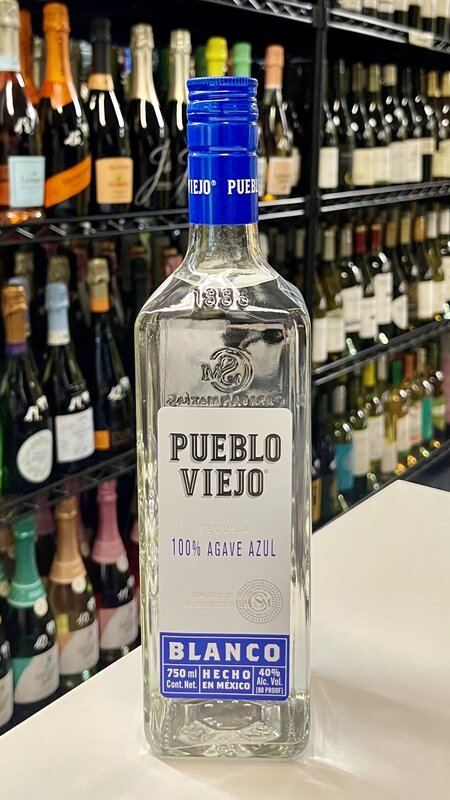 VIEJO® PUEBLO
1886
PUEBLO
VIEJO®
TEQUILA
100% AGAVE AZUL
BLANCO
750 ml
Cont. Net.
HECHO
EN MÉXICO
40%
Alc. Vol.
(80 PROOF)